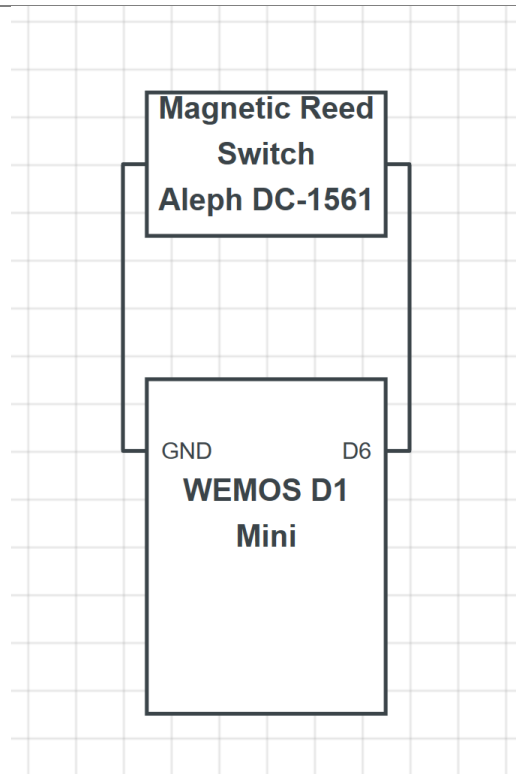 Magnetic Reed
Switch
Aleph DC-1561
GND D6
WEMOS D1
Mini